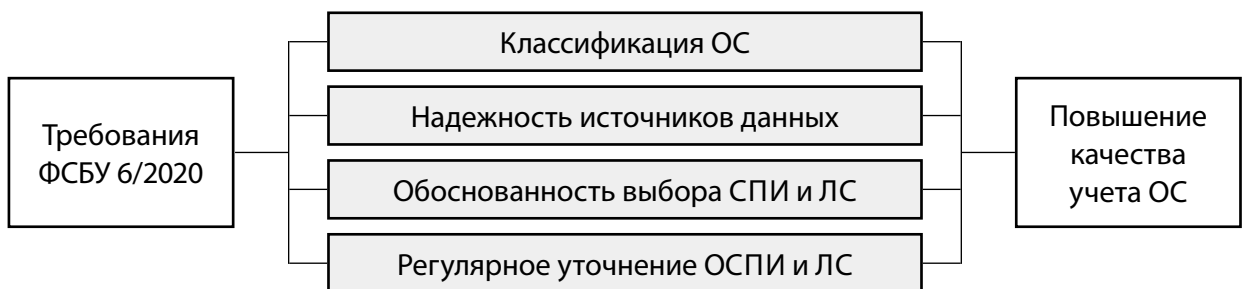 Требования
ФСБУ 6/2020
Классификация ОС
Надежность источников данных
Обоснованность выбора СПИ и ЛС
Регулярное уточнение ОСПИ и ЛС
Повышение
качества
учета ОС